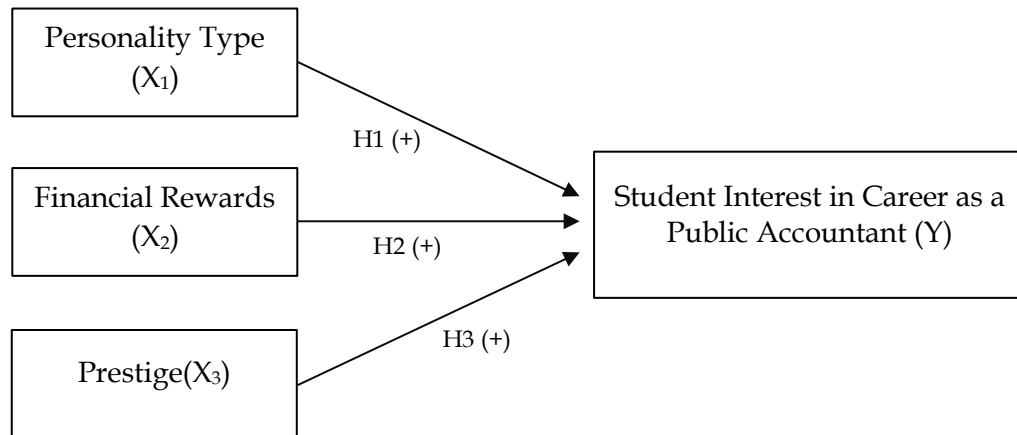 Personality Type
(X₁)
H1 (+)
Financial Rewards
(X₂)
H2 (+)
Student Interest in Career as a
Public Accountant (Y)
H3 (+)
Prestige(X₃)